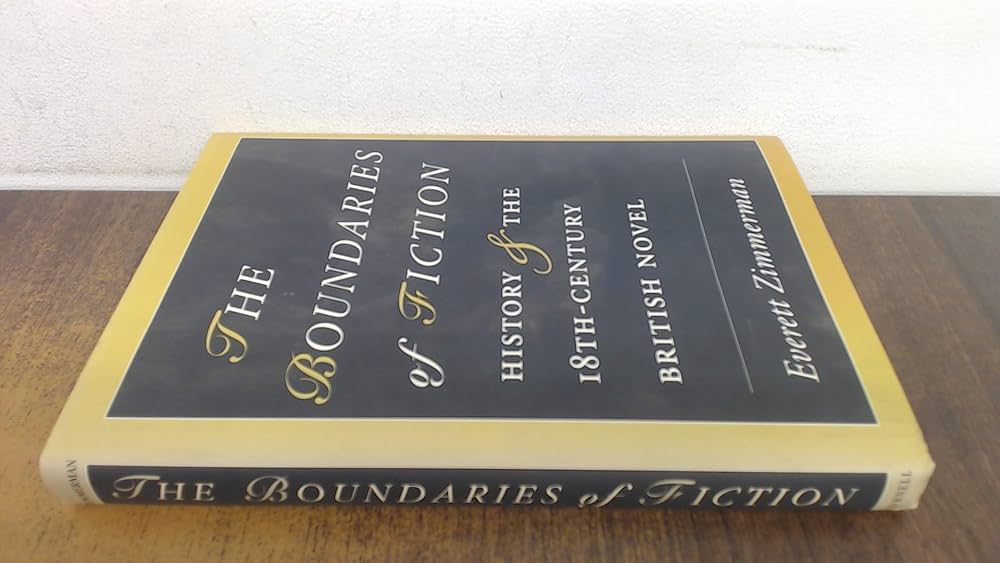 THE
BOUNDARIES
of FICTION
HISTORY & THE
18TH-CENTURY
BRITISH NOVEL
Everett Zimmerman
THE BOUNDARIES of FICTION